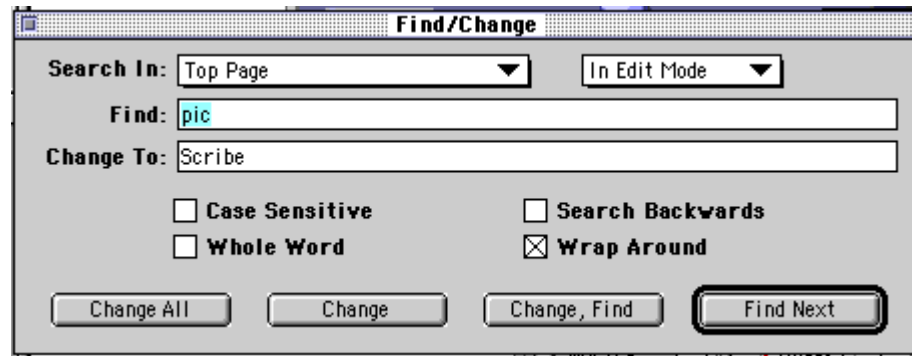 Find/Change
Search In: Top Page In Edit Mode
Find: pic
Change To: Scribe
Case Sensitive Search Backwards
Whole Word Wrap Around
Change All Change Change, Find Find Next